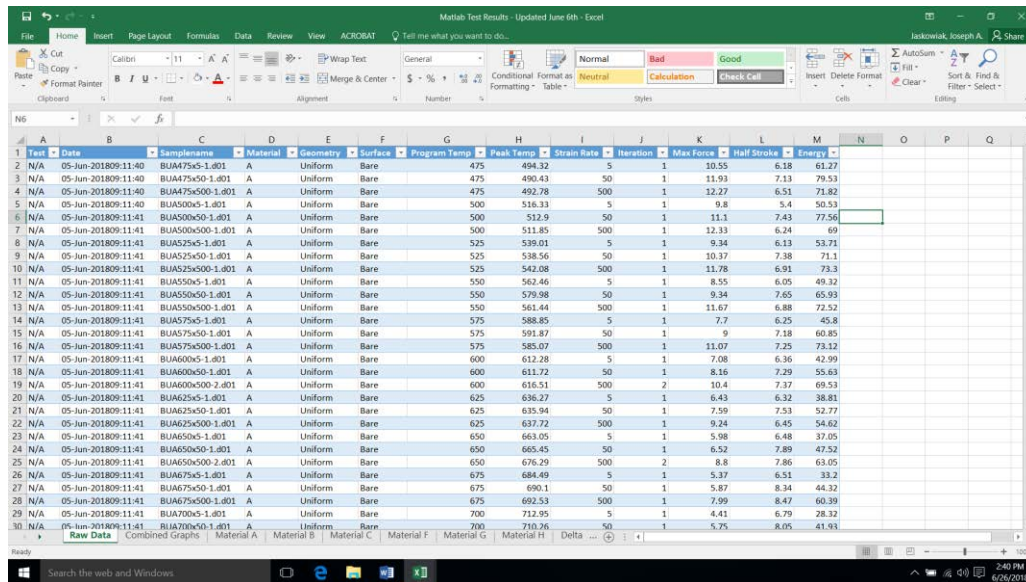 Matlab Test Results - Updated June 6th - Excel
File Home Insert Page Layout Formulas Data Review View ACROBAT Tell me what you want to do... Jaskowiak, Joseph A. Share
Cut Calibri 11 Wrap Text General Normal Bad Good AutoSum
Copy Fill
Paste Format Painter Merge & Center Conditional Formatting Format as Table Neutral Calculation Check Cell Insert Delete Format Clear Sort & Filter Find & Select
Clipboard Font Alignment Number Styles Cells Editing
N6 fx
A B C D E F G H I J K L M N O P Q
1 Test Date Samplename Material Geometry Surface Program Temp Peak Temp Strain Rate Iteration Max Force Half Stroke Energy
2 N/A 05-Jun-201809:11:40 BUA475x5-1.d01 A Uniform Bare 475 494.32 5 1 10.55 6.18 61.27
3 N/A 05-Jun-201809:11:40 BUA475x50-1.d01 A Uniform Bare 475 490.43 50 1 11.93 7.13 79.53
4 N/A 05-Jun-201809:11:40 BUA475x500-1.d01 A Uniform Bare 475 492.78 500 1 12.27 6.51 71.82
5 N/A 05-Jun-201809:11:40 BUA500x5-1.d01 A Uniform Bare 500 516.33 5 1 9.8 5.4 50.53
6 N/A 05-Jun-201809:11:41 BUA500x50-1.d01 A Uniform Bare 500 512.9 50 1 11.1 7.43 77.56
7 N/A 05-Jun-201809:11:41 BUA500x500-1.d01 A Uniform Bare 500 511.85 500 1 12.33 6.24 69
8 N/A 05-Jun-201809:11:41 BUA525x5-1.d01 A Uniform Bare 525 539.01 5 1 9.34 6.13 53.71
9 N/A 05-Jun-201809:11:41 BUA525x50-1.d01 A Uniform Bare 525 538.56 50 1 10.37 7.38 71.1
10 N/A 05-Jun-201809:11:41 BUA525x500-1.d01 A Uniform Bare 525 542.08 500 1 11.78 6.91 73.3
11 N/A 05-Jun-201809:11:41 BUA550x5-1.d01 A Uniform Bare 550 562.46 5 1 8.55 6.05 49.32
12 N/A 05-Jun-201809:11:41 BUA550x50-1.d01 A Uniform Bare 550 579.98 50 1 9.34 7.65 65.93
13 N/A 05-Jun-201809:11:41 BUA550x500-1.d01 A Uniform Bare 550 561.44 500 1 11.67 6.88 72.52
14 N/A 05-Jun-201809:11:41 BUA575x5-1.d01 A Uniform Bare 575 588.85 5 1 7.7 6.25 45.8
15 N/A 05-Jun-201809:11:41 BUA575x50-1.d01 A Uniform Bare 575 591.87 50 1 9 7.18 60.85
16 N/A 05-Jun-201809:11:41 BUA575x500-1.d01 A Uniform Bare 575 585.07 500 1 11.07 7.25 73.12
17 N/A 05-Jun-201809:11:41 BUA600x5-1.d01 A Uniform Bare 600 612.28 5 1 7.08 6.36 42.99
18 N/A 05-Jun-201809:11:41 BUA600x50-1.d01 A Uniform Bare 600 611.72 50 1 8.16 7.29 55.63
19 N/A 05-Jun-201809:11:41 BUA600x500-2.d01 A Uniform Bare 600 616.51 500 2 10.4 7.37 69.53
20 N/A 05-Jun-201809:11:41 BUA625x5-1.d01 A Uniform Bare 625 636.27 5 1 6.43 6.32 38.81
21 N/A 05-Jun-201809:11:41 BUA625x50-1.d01 A Uniform Bare 625 635.94 50 1 7.59 7.53 52.77
22 N/A 05-Jun-201809:11:41 BUA625x500-1.d01 A Uniform Bare 625 637.72 500 1 9.24 6.45 54.62
23 N/A 05-Jun-201809:11:41 BUA650x5-1.d01 A Uniform Bare 650 663.05 5 1 5.98 6.48 37.05
24 N/A 05-Jun-201809:11:41 BUA650x50-1.d01 A Uniform Bare 650 665.45 50 1 6.52 7.89 47.52
25 N/A 05-Jun-201809:11:41 BUA650x500-2.d01 A Uniform Bare 650 676.29 500 2 8.8 7.86 63.05
26 N/A 05-Jun-201809:11:41 BUA675x5-1.d01 A Uniform Bare 675 684.49 5 1 5.37 6.51 33.2
27 N/A 05-Jun-201809:11:41 BUA675x50-1.d01 A Uniform Bare 675 690.1 50 1 5.87 8.34 44.32
28 N/A 05-Jun-201809:11:41 BUA675x500-1.d01 A Uniform Bare 675 692.53 500 1 7.99 8.47 60.39
29 N/A 05-Jun-201809:11:41 BUA700x5-1.d01 A Uniform Bare 700 712.95 5 1 4.41 6.79 28.32
30 N/A 05-Jun-201809:11:41 BUA700x50-1.d01 A Uniform Bare 700 710.26 50 1 5.75 8.05 41.93
Raw Data Combined Graphs Material A Material B Material C Material F Material G Material H Delta ...
Ready
Search the web and Windows 2:40 PM